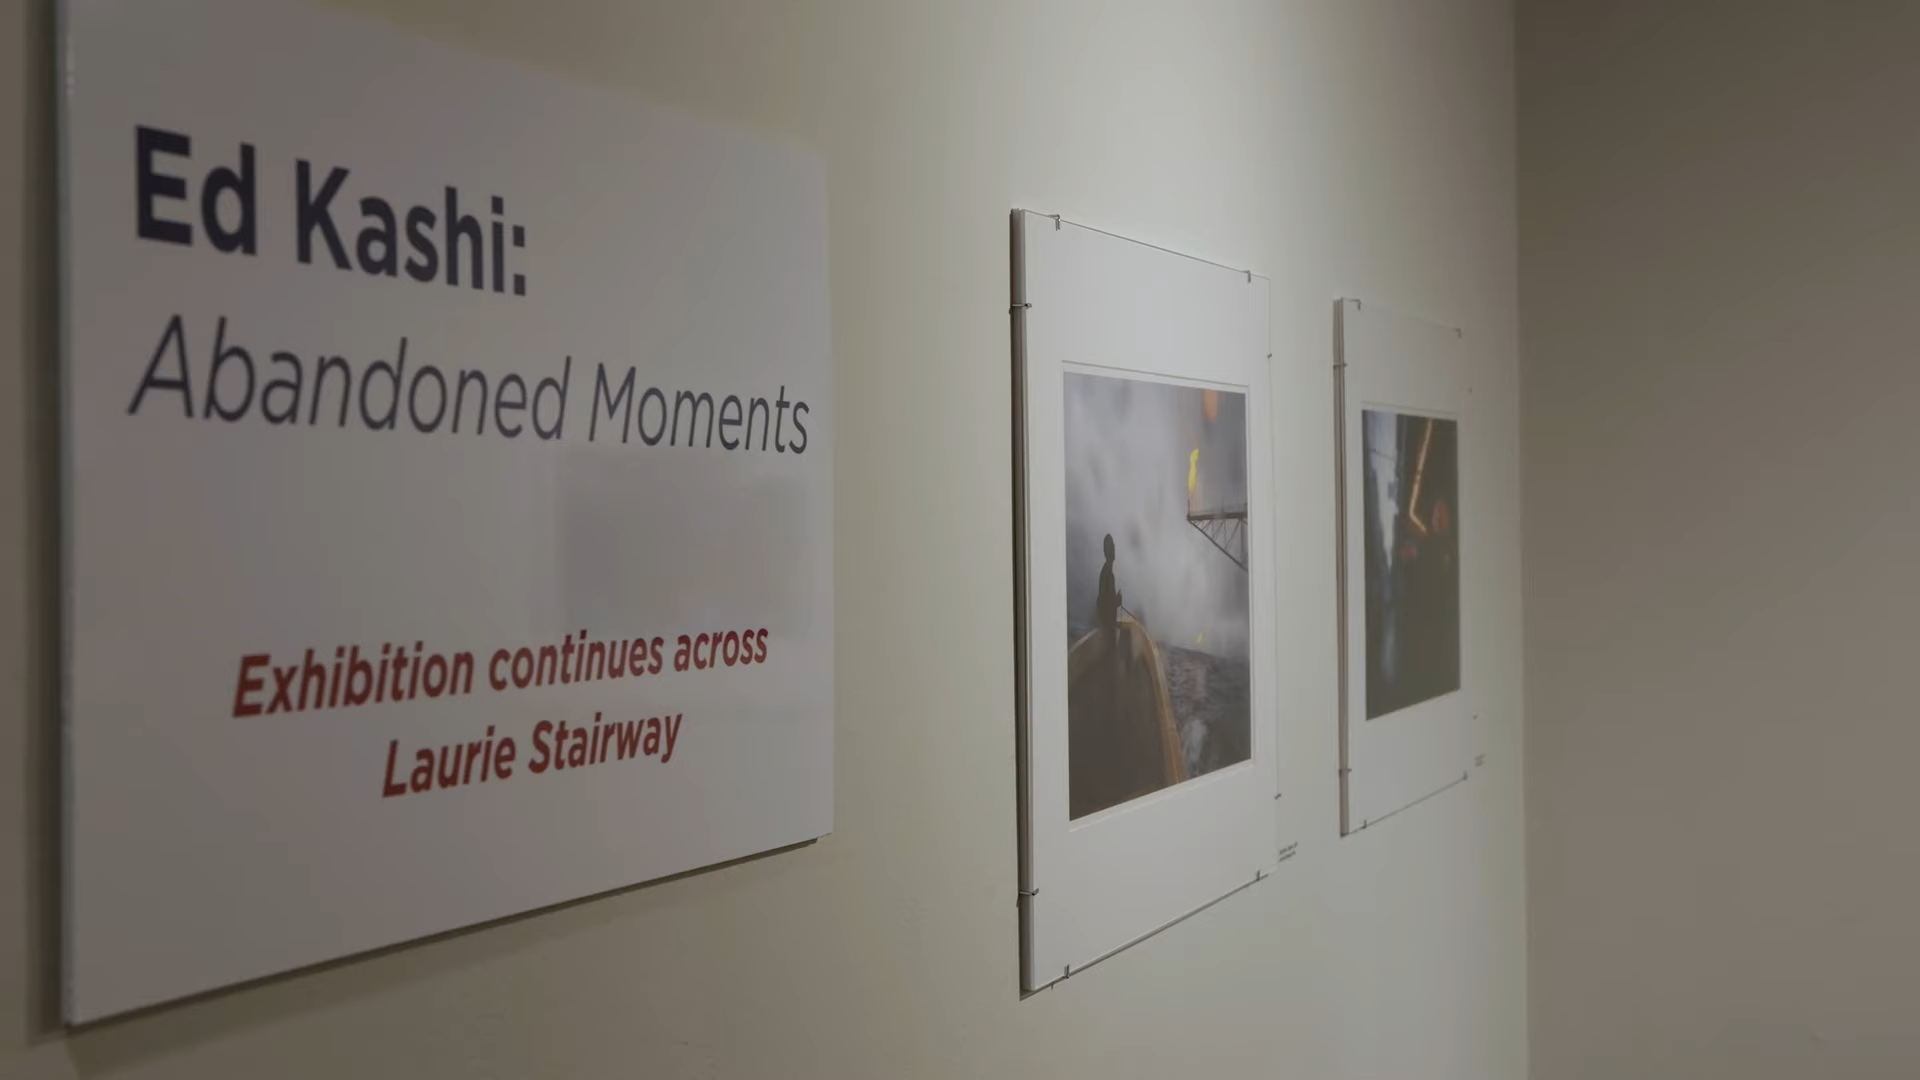 Ed Kashi:
Abandoned Moments
Exhibition continues across
Laurie Stairway